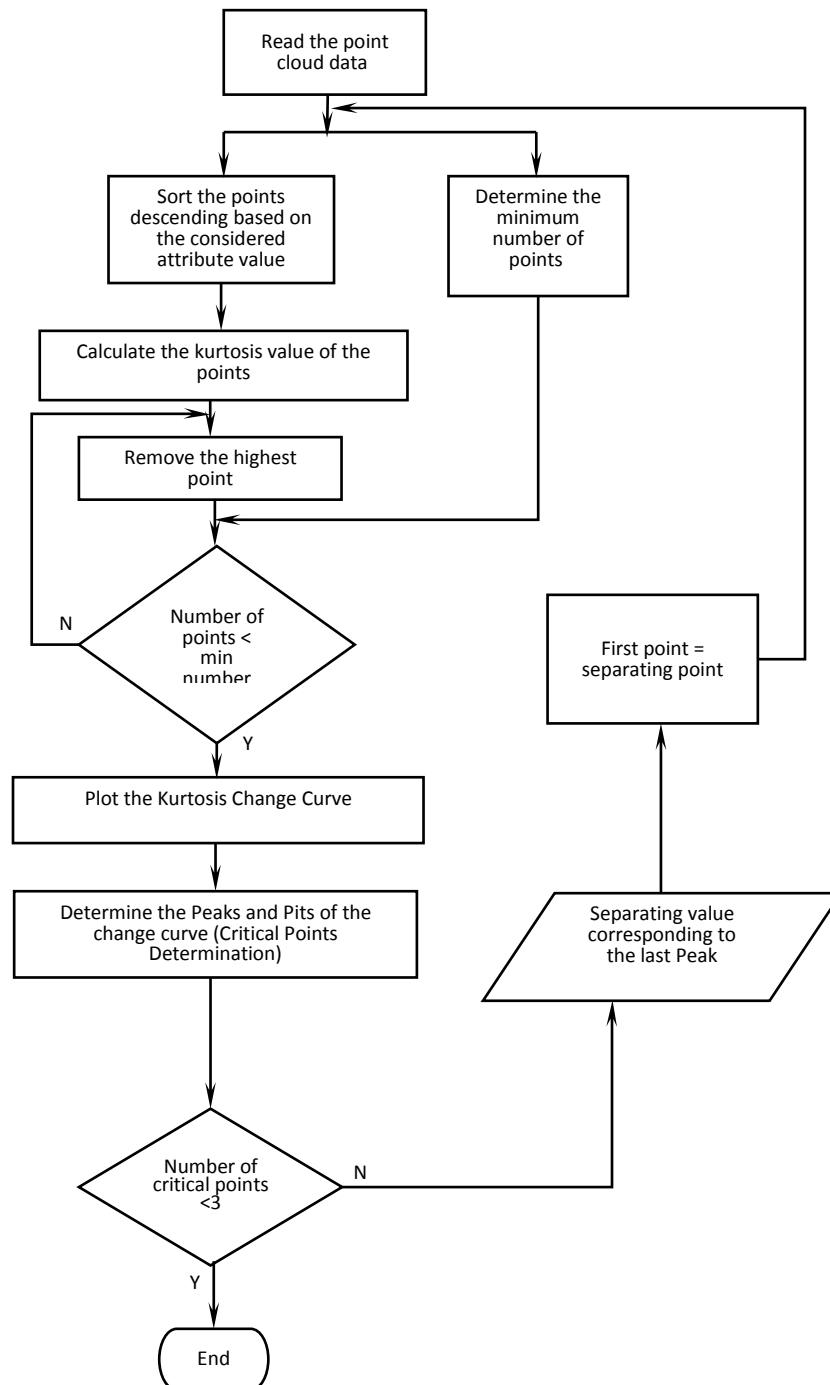 Read the point
cloud data
Sort the points
descending based on
the considered
attribute value
Determine the
minimum
number of
points
Calculate the kurtosis value of the
points
Remove the highest
point
Number of
points <
min
number
N
Y
First point =
separating point
Plot the Kurtosis Change Curve
Determine the Peaks and Pits of the
change curve (Critical Points
Determination)
Separating value
corresponding to
the last Peak
Number of
critical points
<3
N
Y
End